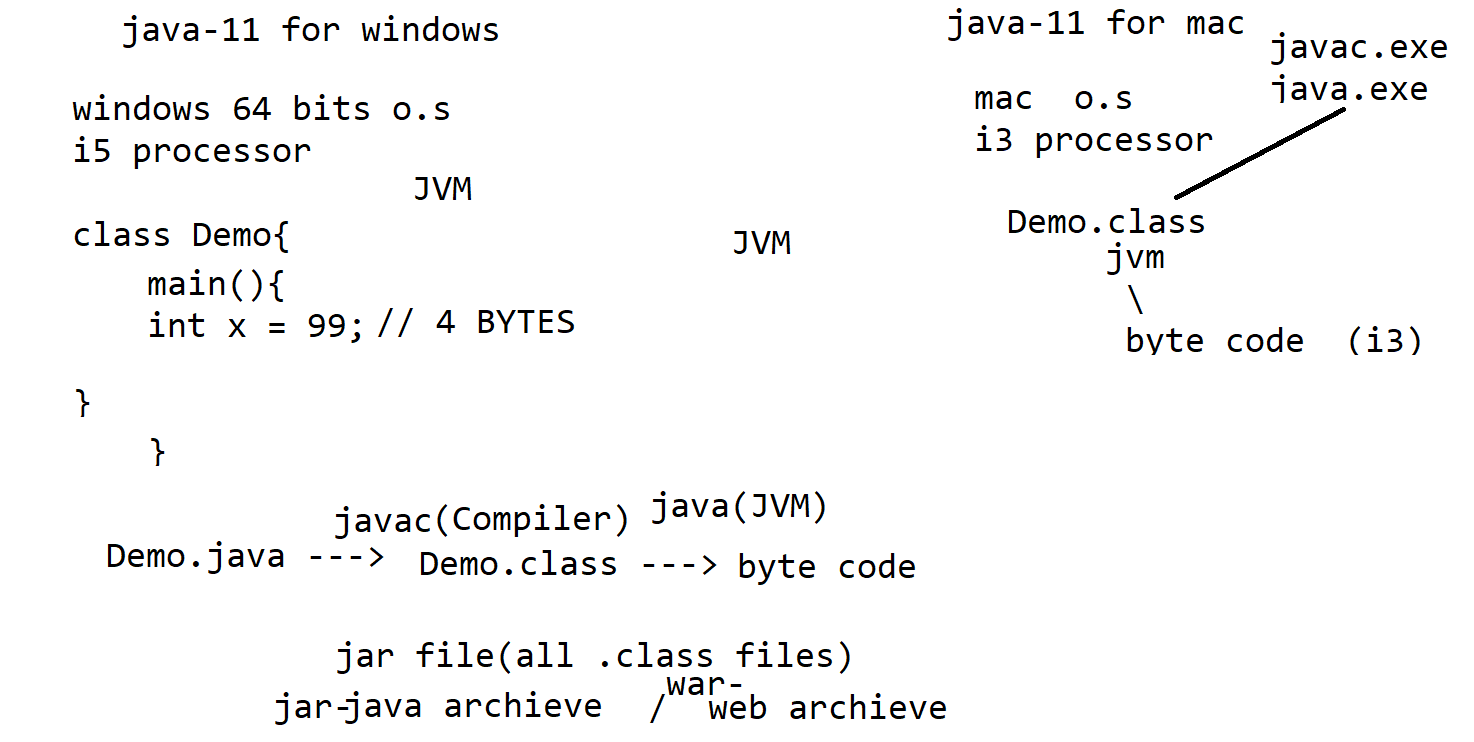 java-11 for windows
windows 64 bits o.s
i5 processor
JVM
class Demo{
main(){
int x = 99; // 4 BYTES
}
}
JVM
java-11 for mac
javac.exe
java.exe
mac o.s
i3 processor
Demo.class
jvm
\
byte code (i3)
javac(Compiler) java(JVM)
Demo.java ---> Demo.class ---> byte code
jar file(all .class files)
jar-java archieve / war-
web archieve